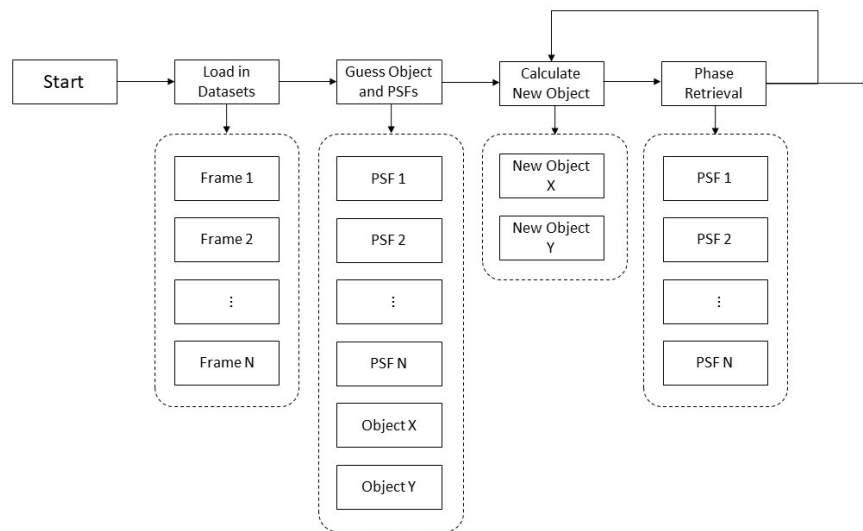 Start
Load in
Datasets
Guess Object
and PSFs
Calculate
New Object
Phase
Retrieval
Frame 1
Frame 2
⋮
Frame N
PSF 1
PSF 2
⋮
PSF N
Object X
Object Y
New Object
X
New Object
Y
PSF 1
PSF 2
⋮
PSF N